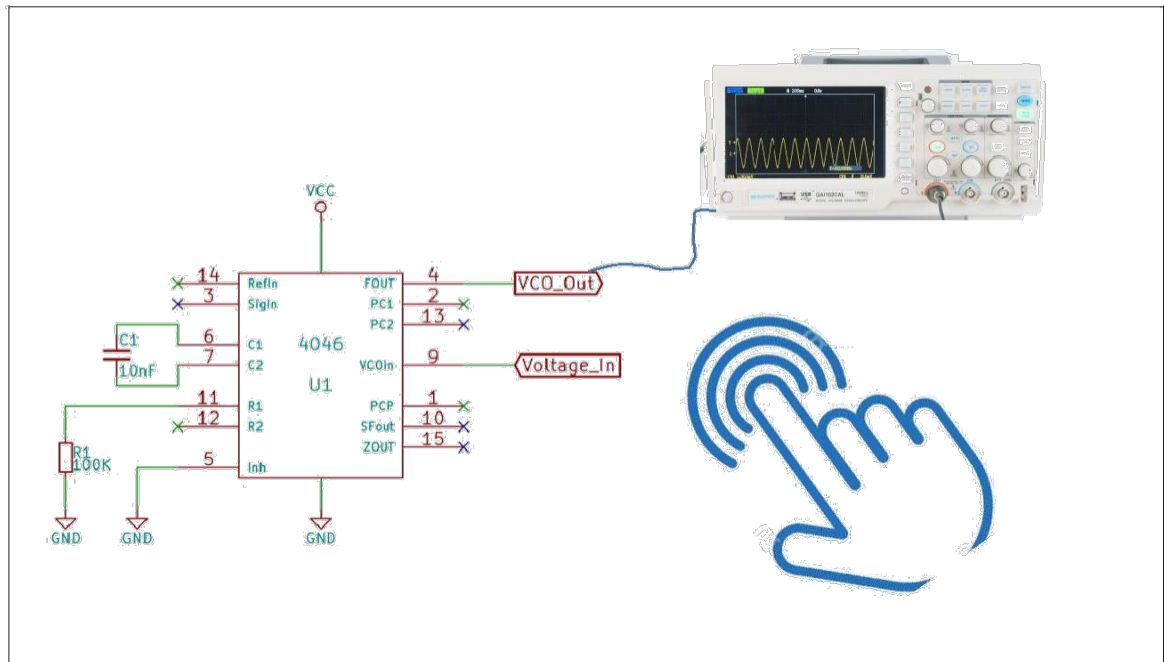 VCC
14 RefIn
3 SigIn
6 C1
7 C2
11 R1
12 R2
5 Inh
4046
U1
FOUT 4
PC1 2
PC2 13
VCOin 9
PCP 1
SFout 10
ZOUT 15
VCO_Out
Voltage_In
C1
10nF
R1
100K
GND
GND
GND
USB